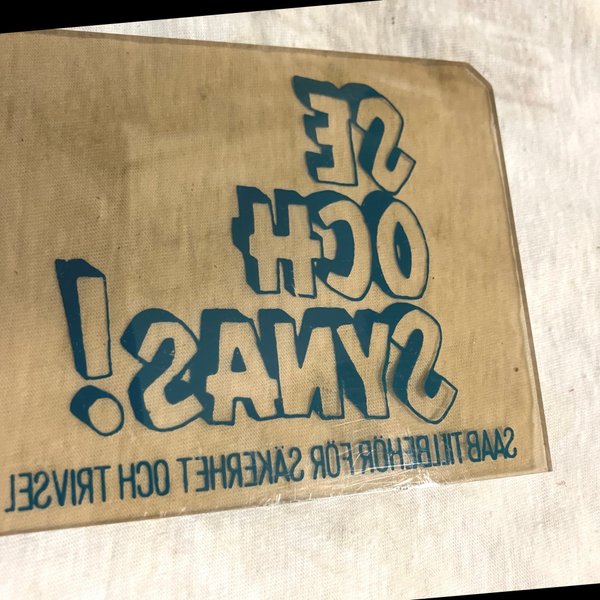 SE
OCH
SYNAS!
SAAB TILLBEHÖR FÖR SÄKERHET OCH TRIVSEL